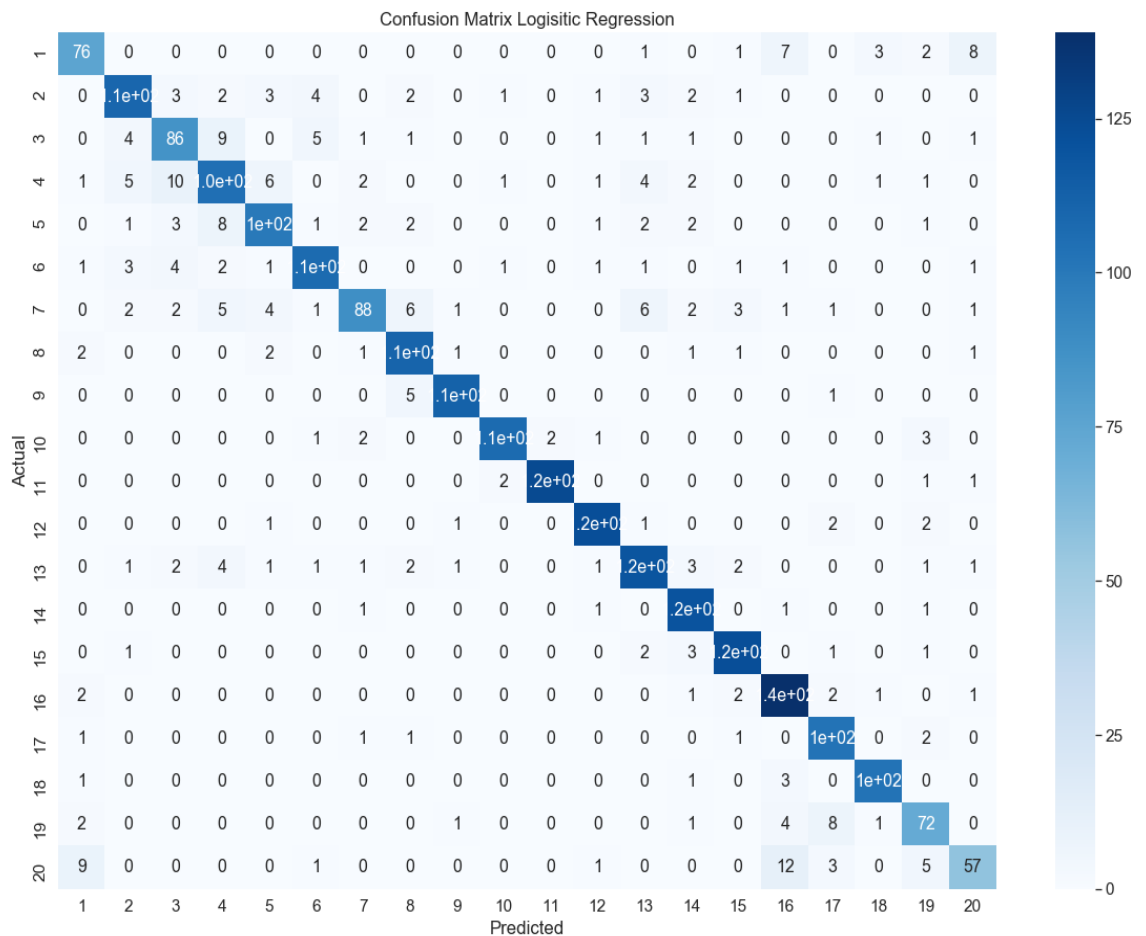 Confusion Matrix Logisitic Regression
1 76 0 0 0 0 0 0 0 0 0 0 0 1 0 1 7 0 3 2 8
2 0 1.1e+02 3 2 3 4 0 2 0 1 0 1 3 2 1 0 0 0 0 0
3 0 4 86 9 0 5 1 1 0 0 0 1 1 1 0 0 0 1 0 1
4 1 5 10 1.0e+02 6 0 2 0 0 1 0 1 4 2 0 0 0 1 1 0
5 0 1 3 8 1e+02 1 2 2 0 0 0 1 2 2 0 0 0 0 1 0
6 1 3 4 2 1 .1e+02 0 0 0 1 0 1 1 0 1 1 0 0 0 1
7 0 2 2 5 4 1 88 6 1 0 0 0 6 2 3 1 1 0 0 1
8 2 0 0 0 2 0 1 .1e+02 1 0 0 0 0 1 1 0 0 0 0 1
9 0 0 0 0 0 0 0 5 .1e+02 0 0 0 0 0 0 0 1 0 0 0
10 0 0 0 0 0 1 2 0 0 1.1e+02 2 1 0 0 0 0 0 0 3 0
11 0 0 0 0 0 0 0 0 0 2 .2e+02 0 0 0 0 0 0 0 1 1
12 0 0 0 0 1 0 0 0 1 0 0 .2e+02 1 0 0 0 2 0 2 0
13 0 1 2 4 1 1 1 2 1 0 0 1 1.2e+02 3 2 0 0 0 1 1
14 0 0 0 0 0 0 1 0 0 0 0 1 0 .2e+02 0 1 0 0 1 0
15 0 1 0 0 0 0 0 0 0 0 0 0 2 3 1.2e+02 0 1 0 1 0
16 2 0 0 0 0 0 0 0 0 0 0 0 0 1 2 .4e+02 2 1 0 1
17 1 0 0 0 0 0 1 1 0 0 0 0 0 0 1 0 1e+02 0 2 0
18 1 0 0 0 0 0 0 0 0 0 0 0 0 1 0 3 0 1e+02 0 0
19 2 0 0 0 0 0 0 0 1 0 0 0 0 1 0 4 8 1 72 0
20 9 0 0 0 0 1 0 0 0 0 0 1 0 0 0 12 3 0 5 57
1 2 3 4 5 6 7 8 9 10 11 12 13 14 15 16 17 18 19 20
Predicted
Actual
125
100
75
50
25
0